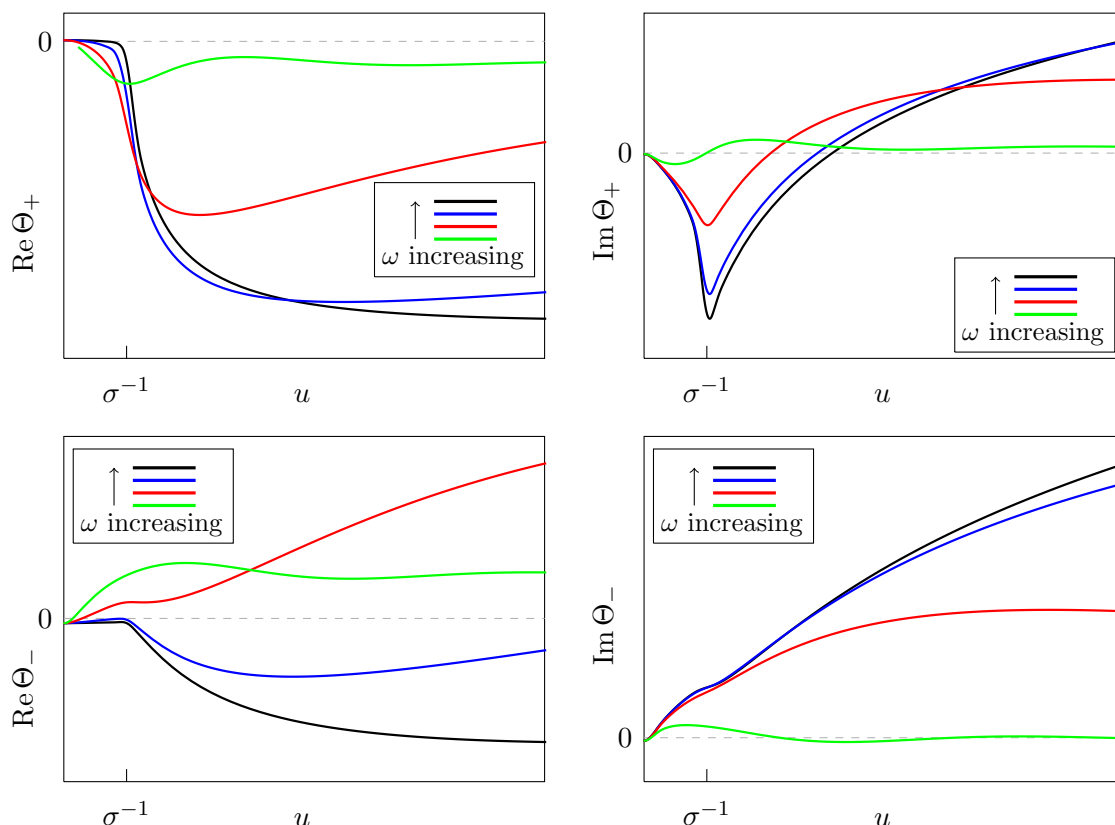 0
Re Θ₊
ω increasing
σ⁻¹
u
0
Im Θ₊
ω increasing
σ⁻¹
u
0
Re Θ₋
ω increasing
σ⁻¹
u
0
Im Θ₋
ω increasing
σ⁻¹
u